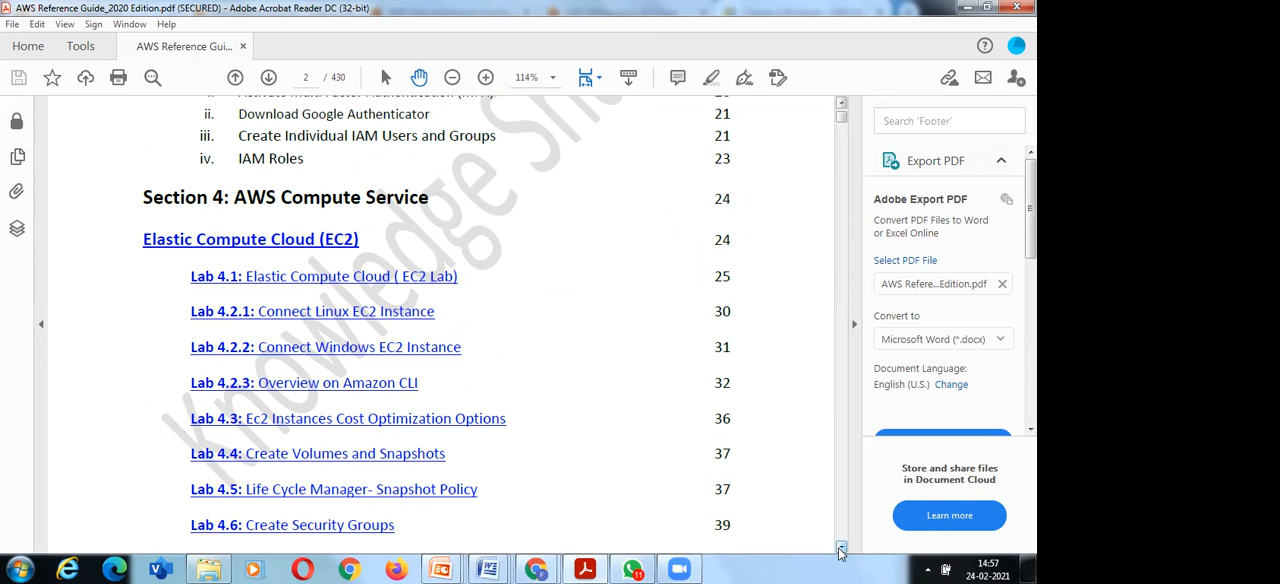 AWS Reference Guide_2020 Edition.pdf (SECURED) - Adobe Acrobat Reader DC (32-bit)
File Edit View Sign Window Help
Home Tools AWS Reference Gui... ×
2 / 430 114%
Search 'Footer'
ii. Download Google Authenticator 21
iii. Create Individual IAM Users and Groups 21
iv. IAM Roles 23
Section 4: AWS Compute Service 24
Elastic Compute Cloud (EC2) 24
Lab 4.1: Elastic Compute Cloud ( EC2 Lab) 25
Lab 4.2.1: Connect Linux EC2 Instance 30
Lab 4.2.2: Connect Windows EC2 Instance 31
Lab 4.2.3: Overview on Amazon CLI 32
Lab 4.3: Ec2 Instances Cost Optimization Options 36
Lab 4.4: Create Volumes and Snapshots 37
Lab 4.5: Life Cycle Manager- Snapshot Policy 37
Lab 4.6: Create Security Groups 39
Knowledge
Export PDF
Adobe Export PDF
Convert PDF Files to Word
or Excel Online
Select PDF File
AWS Refere...Edition.pdf
Convert to
Microsoft Word (*.docx)
Document Language:
English (U.S.) Change
Store and share files
in Document Cloud
Learn more
11
14:57
24-02-2021